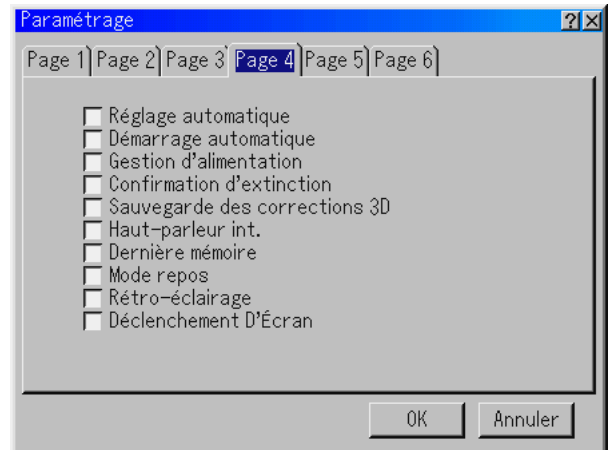 Paramétrage ? ×
Page 1 Page 2 Page 3 Page 4 Page 5 Page 6
Réglage automatique
Démarrage automatique
Gestion d'alimentation
Confirmation d'extinction
Sauvegarde des corrections 3D
Haut-parleur int.
Dernière mémoire
Mode repos
Rétro-éclairage
Déclenchement D'Écran
OK Annuler